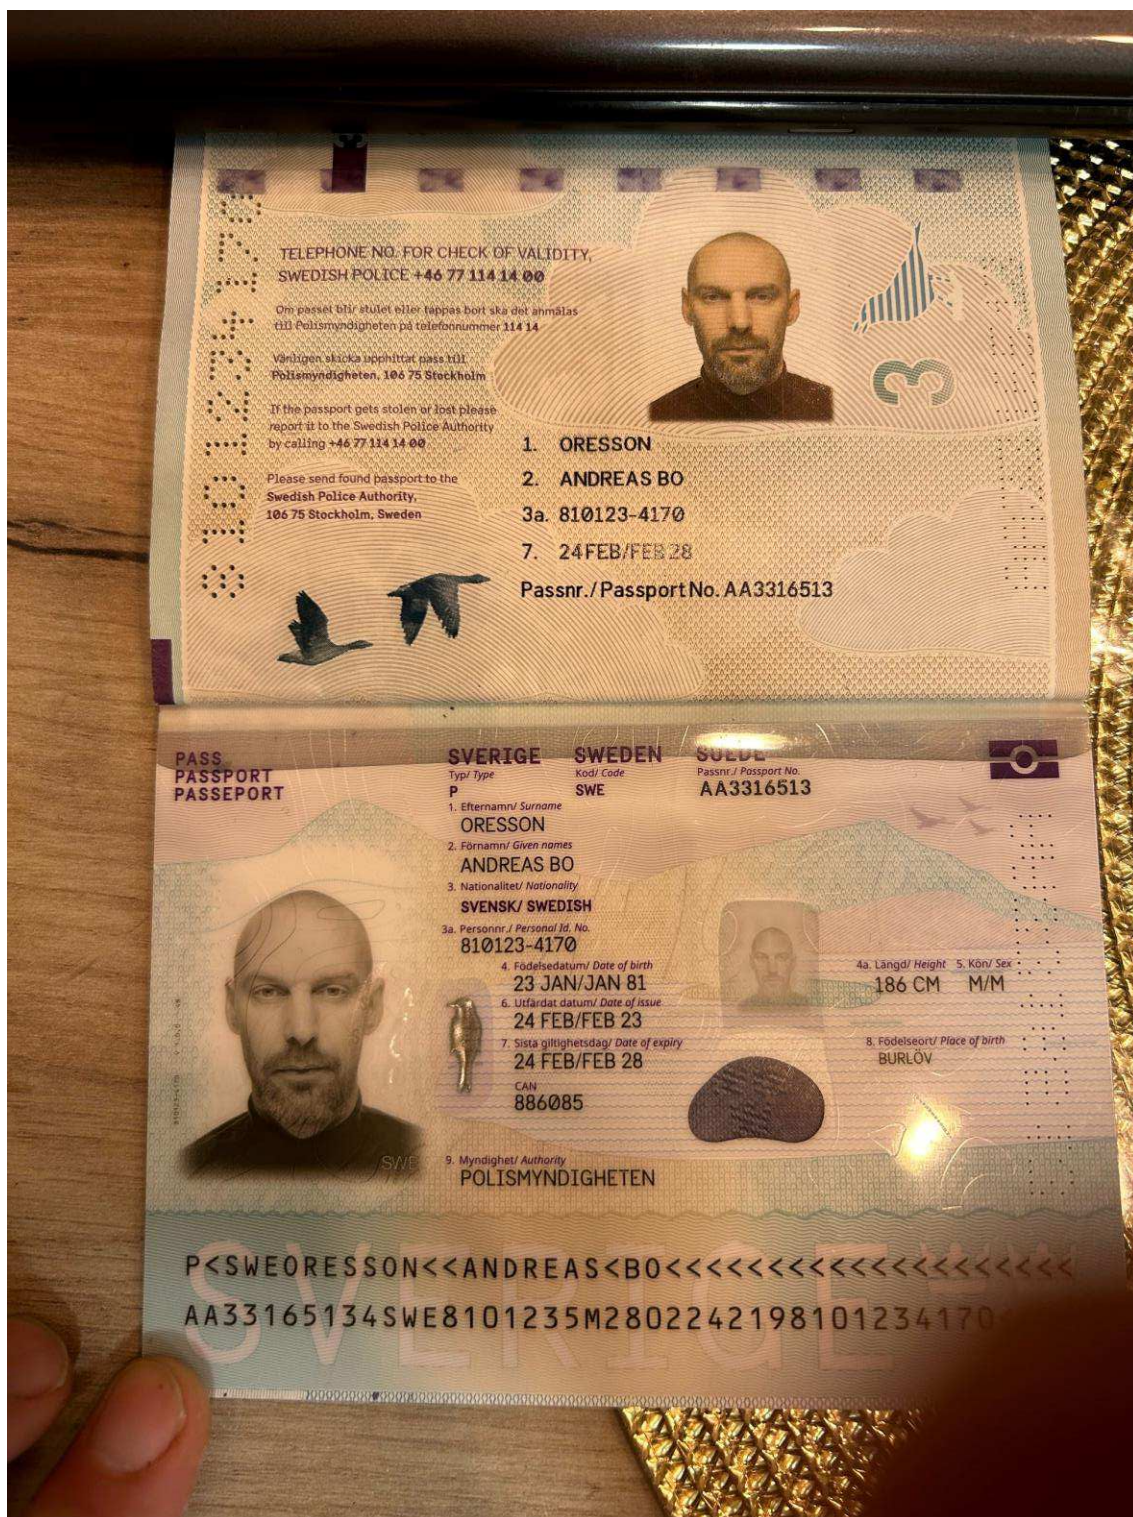 TELEPHONE NO. FOR CHECK OF VALIDITY,
SWEDISH POLICE +46 77 114 14 00
Om passet blir stulet eller tappas bort ska det anmälas
till Polismyndigheten på telefonnummer 114 14
Vänligen skicka upphittat pass till
Polismyndigheten, 106 75 Stockholm
If the passport gets stolen or lost please
report it to the Swedish Police Authority
by calling +46 77 114 14 00
Please send found passport to the
Swedish Police Authority,
106 75 Stockholm, Sweden
3
1. ORESSON
2. ANDREAS BO
3a. 810123-4170
7. 24 FEB/FEB 28
Passnr./Passport No. AA3316513
PASS
PASSPORT
PASSEPORT
SVERIGE SWEDEN SUEDE
Typ/ Type Kod/ Code Passnr./ Passport No.
P SWE AA3316513
1. Efternamn/ Surname
ORESSON
2. Förnamn/ Given names
ANDREAS BO
3. Nationalitet/ Nationality
SVENSK/ SWEDISH
3a. Personnr./ Personal Id. No.
810123-4170
4. Födelsedatum/ Date of birth
23 JAN/JAN 81
4a. Längd/ Height 5. Kön/ Sex
186 CM M/M
6. Utfärdat datum/ Date of issue
24 FEB/FEB 23
7. Sista giltighetsdag/ Date of expiry
24 FEB/FEB 28
8. Födelseort/ Place of birth
BURLÖV
CAN
886085
9. Myndighet/ Authority
POLISMYNDIGHETEN
SWE
SVERIGE
P<SWEORESSON<<ANDREAS<BO<<<<<<<<<<<<<<<<<<<<
AA33165134SWE8101235M2802242198101234170